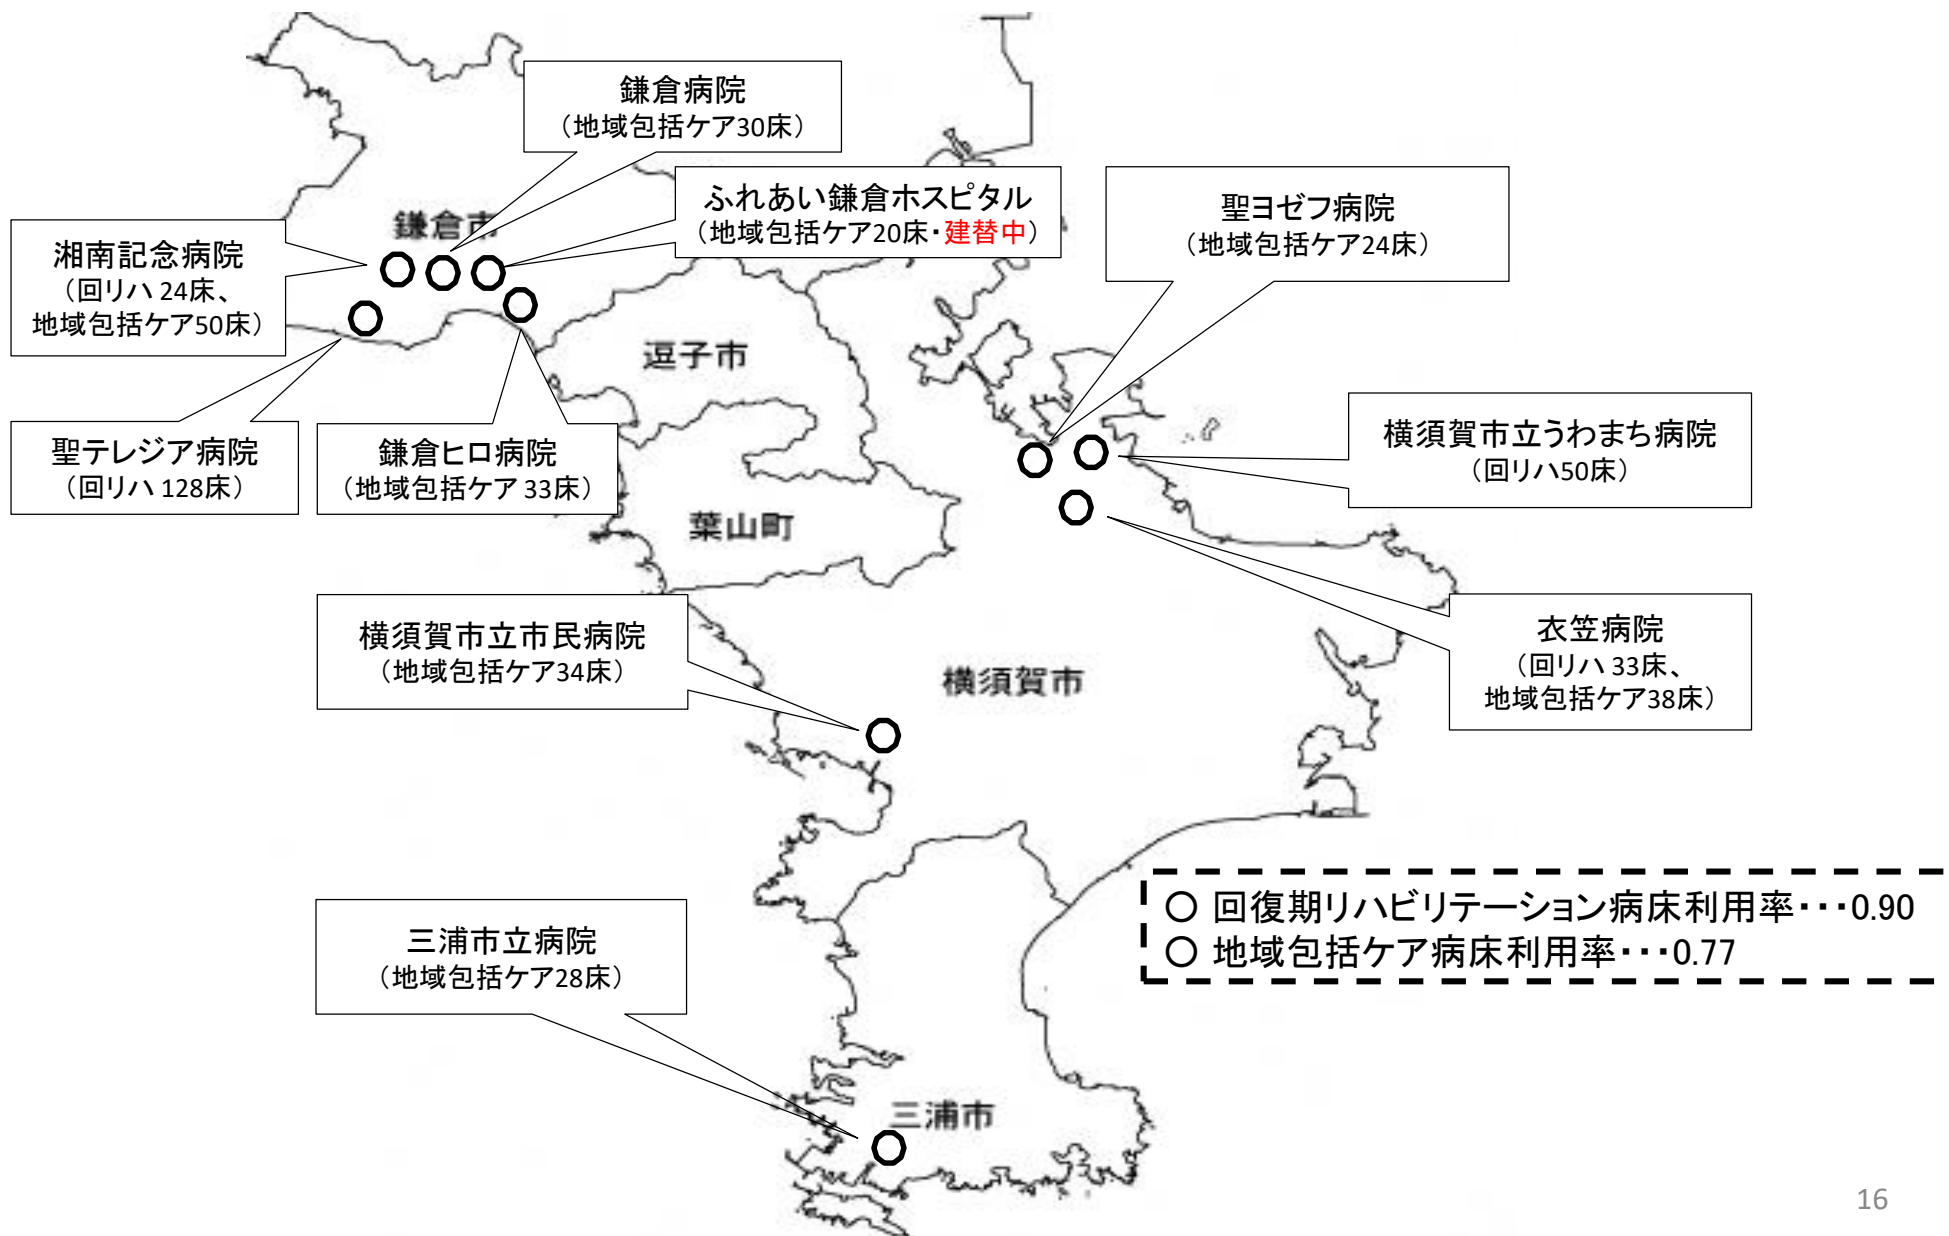 鎌倉病院
（地域包括ケア30床）
ふれあい鎌倉ホスピタル
（地域包括ケア20床・建替中）
聖ヨゼフ病院
（地域包括ケア24床）
鎌倉市
湘南記念病院
（回リハ 24床、
地域包括ケア50床）
逗子市
聖テレジア病院
（回リハ 128床）
鎌倉ヒロ病院
（地域包括ケア 33床）
横須賀市立うわまち病院
（回リハ50床）
葉山町
横須賀市立市民病院
（地域包括ケア34床）
横須賀市
衣笠病院
（回リハ 33床、
地域包括ケア38床）
○ 回復期リハビリテーション病床利用率・・・0.90
○ 地域包括ケア病床利用率・・・0.77
三浦市立病院
（地域包括ケア28床）
三浦市
16